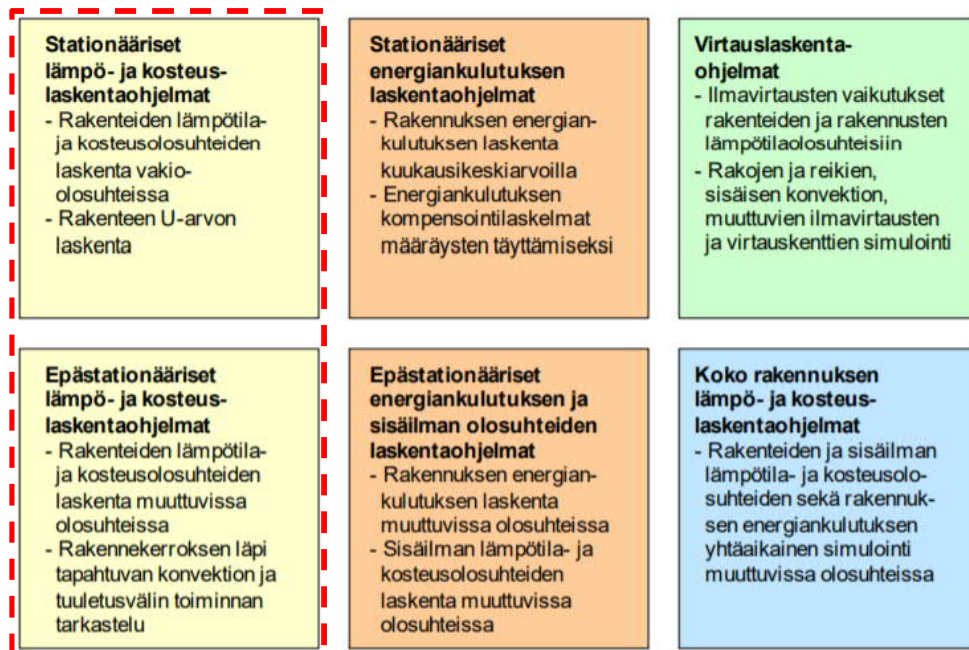 Stationääriset
lämpö- ja kosteus-
laskentaohjelmat
- Rakenteiden lämpötila-
ja kosteusolosuhteiden
laskenta vakio-
olosuhteissa
- Rakenteen U-arvon
laskenta
Stationääriset
energiankulutuksen
laskentaohjelmat
- Rakennuksen energian-
kulutuksen laskenta
kuukausikeskiarvoilla
- Energiankulutuksen
kompensointilaskelmat
määräysten täyttämiseksi
Virtauslaskenta-
ohjelmat
- Ilmavirtausten vaikutukset
rakenteiden ja rakennusten
lämpötilaolosuhteisiin
- Rakojen ja reikien,
sisäisen konvektion,
muuttuvien ilmavirtausten
ja virtauskenttien simulointi
Epästationääriset
lämpö- ja kosteus-
laskentaohjelmat
- Rakenteiden lämpötila-
ja kosteusolosuhteiden
laskenta muuttuvissa
olosuhteissa
- Rakennekerroksen läpi
tapahtuvan konvektion ja
tuuletusvälin toiminnan
tarkastelu
Epästationääriset
energiankulutuksen ja
sisäilman olosuhteiden
laskentaohjelmat
- Rakennuksen energian-
kulutuksen laskenta
muuttuvissa olosuhteissa
- Sisäilman lämpötila- ja
kosteusolosuhteiden
laskenta muuttuvissa
olosuhteissa
Koko rakennuksen
lämpö- ja kosteus-
laskentaohjelmat
- Rakenteiden ja sisäilman
lämpötila- ja kosteusolo-
suhteiden sekä rakennuk-
sen energiankulutuksen
yhtäaikainen simulointi
muuttuvissa olosuhteissa